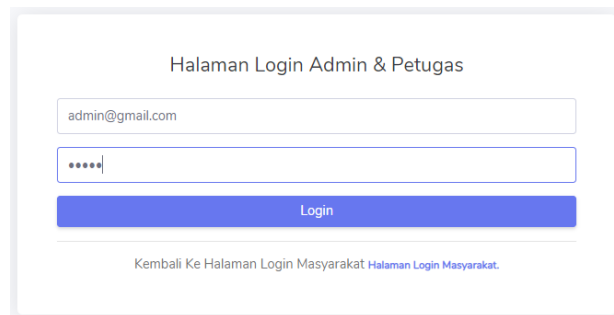 Halaman Login Admin & Petugas
admin@gmail.com
•••••
Login
Kembali Ke Halaman Login Masyarakat Halaman Login Masyarakat.